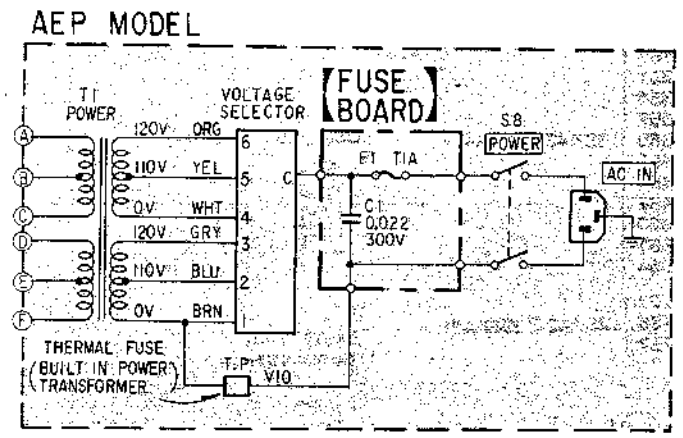 AEP MODEL
T1
POWER
VOLTAGE
SELECTOR
[FUSE
BOARD]
S8
POWER
AC IN
A
B
C
D
E
F
120V ORG 6
110V YEL 5
0V WHT 4
120V GRY 3
110V BLU 2
0V BRN 1
C
F1 T1A
C1
0.022
300V
THERMAL FUSE
(BUILT IN POWER)
TRANSFORMER
T.P
VIO